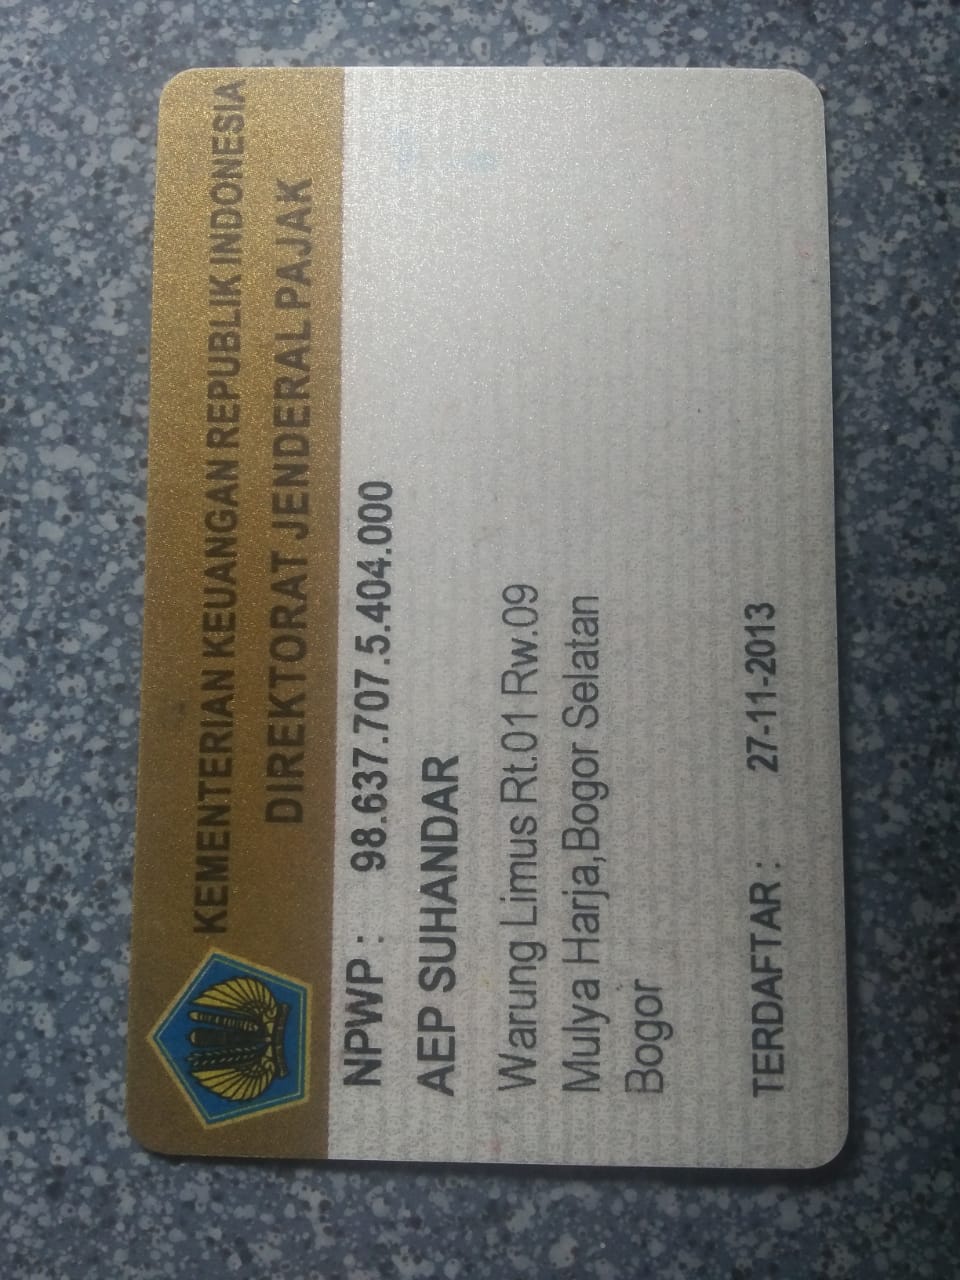 KEMENTERIAN KEUANGAN REPUBLIK INDONESIA
DIREKTORAT JENDERAL PAJAK
NPWP : 98.637.707.5.404.000
AEP SUHANDAR
Warung Limus Rt.01 Rw.09
Mulya Harja,Bogor Selatan
Bogor
TERDAFTAR : 27-11-2013